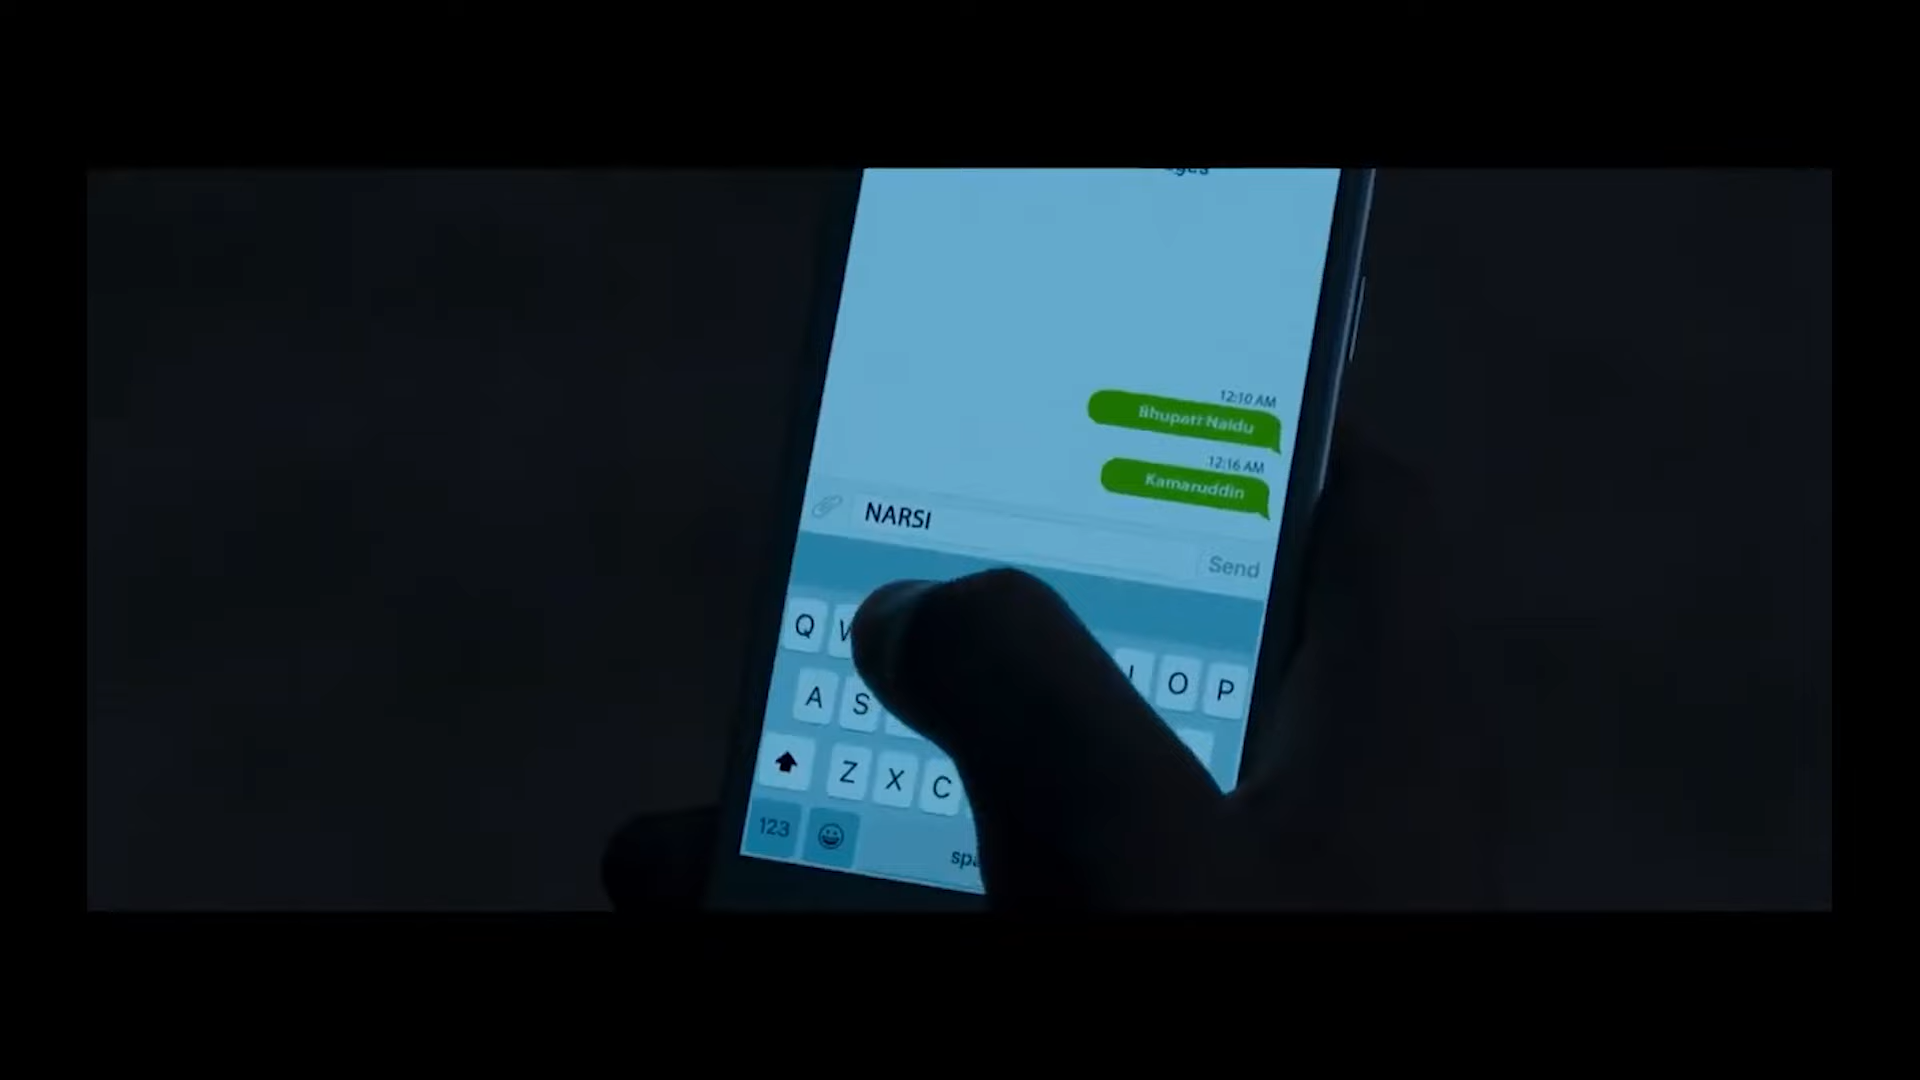 12:10 AM
Bhupati Naidu
12:16 AM
Kamaruddin
NARSI
Send
Q
O P
A S
Z X C
123